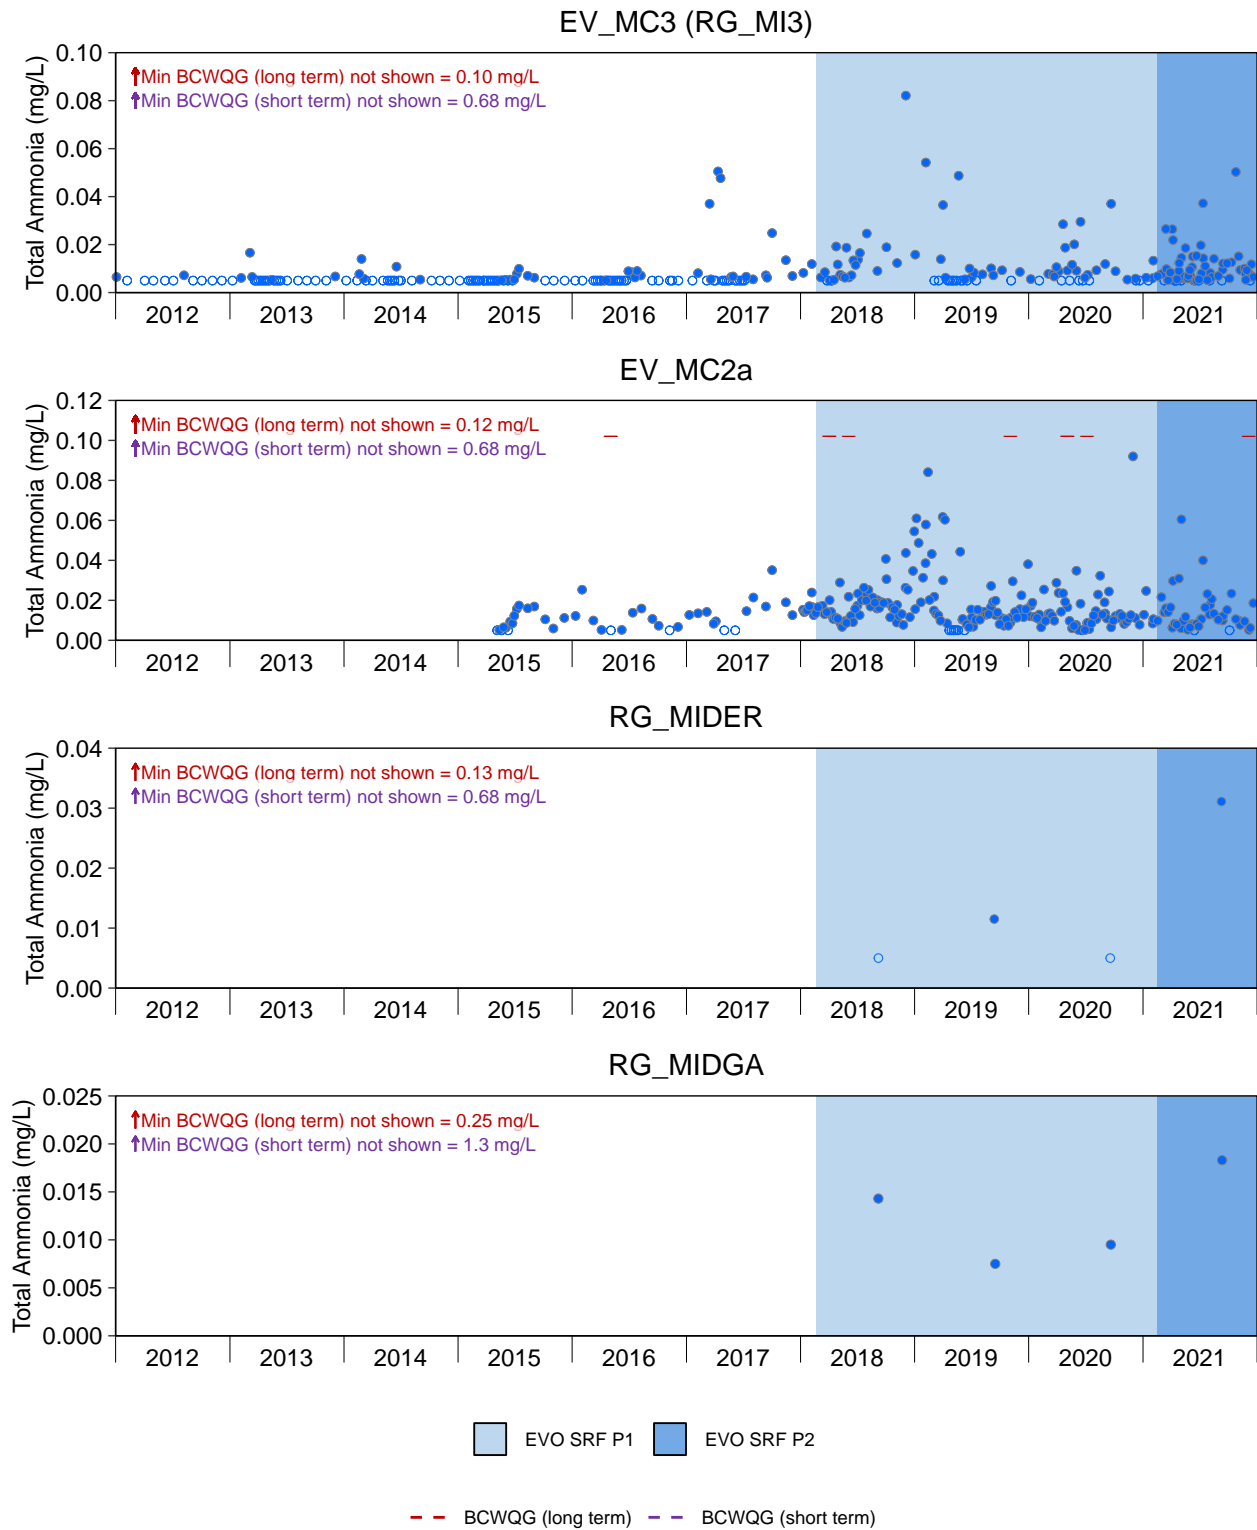 EV_MC3 (RG_MI3)
Total Ammonia (mg/L)
0.10
0.08
0.06
0.04
0.02
0.00
Min BCWQG (long term) not shown = 0.10 mg/L
Min BCWQG (short term) not shown = 0.68 mg/L
2012 2013 2014 2015 2016 2017 2018 2019 2020 2021
EV_MC2a
Total Ammonia (mg/L)
0.12
0.10
0.08
0.06
0.04
0.02
0.00
Min BCWQG (long term) not shown = 0.12 mg/L
Min BCWQG (short term) not shown = 0.68 mg/L
2012 2013 2014 2015 2016 2017 2018 2019 2020 2021
RG_MIDER
Total Ammonia (mg/L)
0.04
0.03
0.02
0.01
0.00
Min BCWQG (long term) not shown = 0.13 mg/L
Min BCWQG (short term) not shown = 0.68 mg/L
2012 2013 2014 2015 2016 2017 2018 2019 2020 2021
RG_MIDGA
Total Ammonia (mg/L)
0.025
0.020
0.015
0.010
0.005
0.000
Min BCWQG (long term) not shown = 0.25 mg/L
Min BCWQG (short term) not shown = 1.3 mg/L
2012 2013 2014 2015 2016 2017 2018 2019 2020 2021
EVO SRF P1 EVO SRF P2
BCWQG (long term) BCWQG (short term)